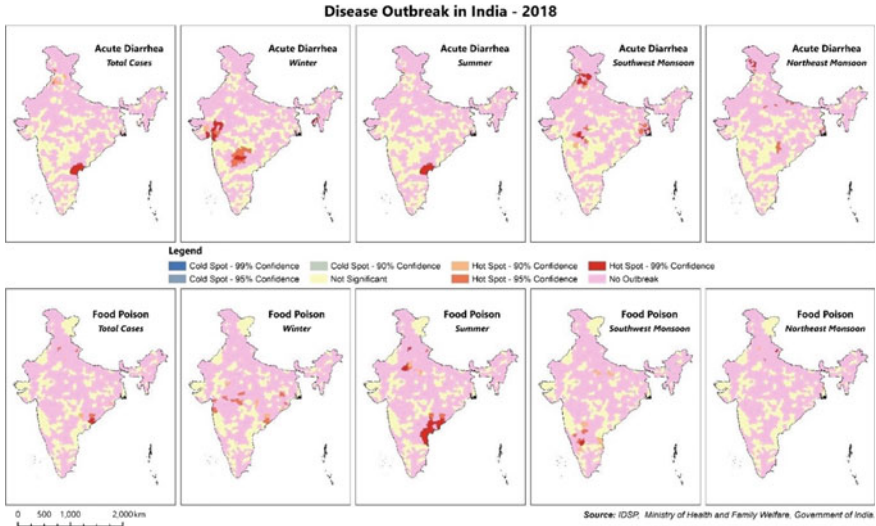 Disease Outbreak in India - 2018
Acute Diarrhea
Total Cases
Acute Diarrhea
Winter
Acute Diarrhea
Summer
Acute Diarrhea
Southwest Monsoon
Acute Diarrhea
Northeast Monsoon
Legend
Cold Spot - 99% Confidence
Cold Spot - 90% Confidence
Hot Spot - 90% Confidence
Hot Spot - 99% Confidence
Cold Spot - 95% Confidence
Not Significant
Hot Spot - 95% Confidence
No Outbreak
Food Poison
Total Cases
Food Poison
Winter
Food Poison
Summer
Food Poison
Southwest Monsoon
Food Poison
Northeast Monsoon
0 500 1,000 2,000 km
Source: IDSP, Ministry of Health and Family Welfare, Government of India.